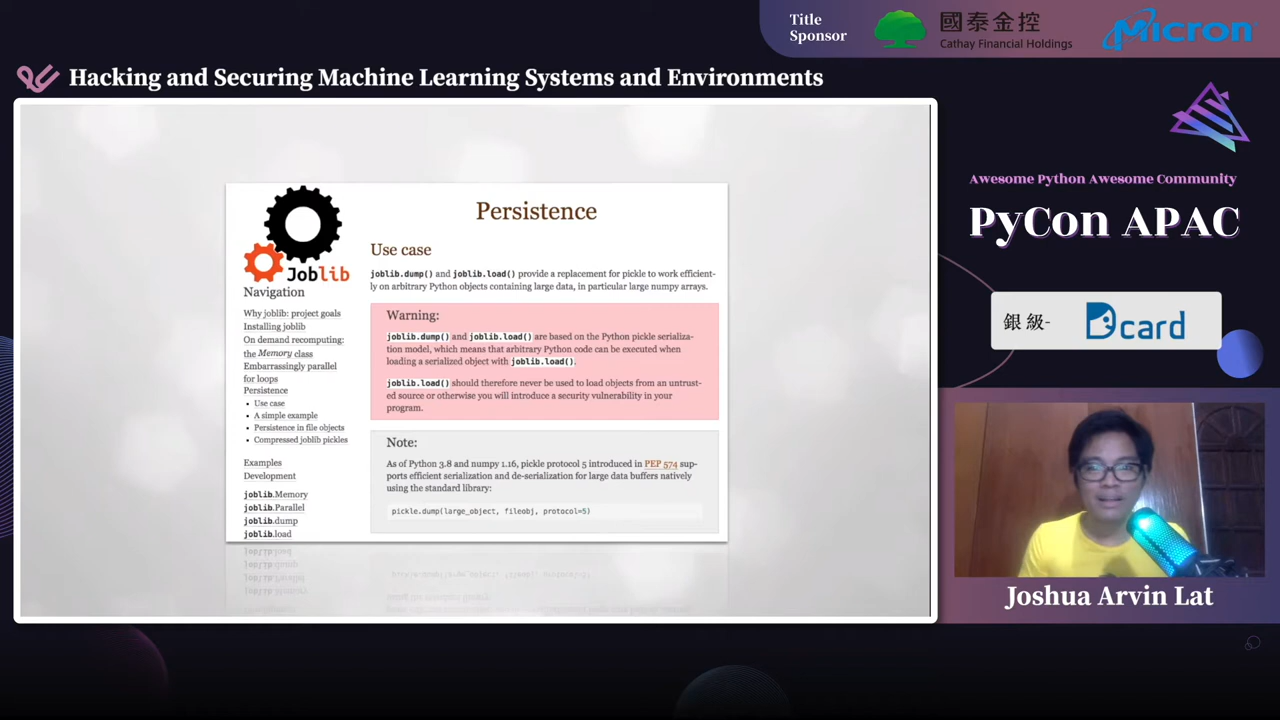 Title
Sponsor
國泰金控
Cathay Financial Holdings
Micron
Hacking and Securing Machine Learning Systems and Environments
Joblib
Navigation
Why joblib: project goals
Installing joblib
On demand recomputing:
the Memory class
Embarrassingly parallel
for loops
Persistence
• Use case
• A simple example
• Persistence in file objects
• Compressed joblib pickles
Examples
Development
joblib.Memory
joblib.Parallel
joblib.dump
joblib.load
Persistence
Use case
joblib.dump() and joblib.load() provide a replacement for pickle to work efficient-
ly on arbitrary Python objects containing large data, in particular large numpy arrays.
Warning:
joblib.dump() and joblib.load() are based on the Python pickle serializa-
tion model, which means that arbitrary Python code can be executed when
loading a serialized object with joblib.load().
joblib.load() should therefore never be used to load objects from an untrust-
ed source or otherwise you will introduce a security vulnerability in your
program.
Note:
As of Python 3.8 and numpy 1.16, pickle protocol 5 introduced in PEP 574 sup-
ports efficient serialization and de-serialization for large data buffers natively
using the standard library:
pickle.dump(large_object, fileobj, protocol=5)
Awesome Python Awesome Community
PyCon APAC
銀級-
Dcard
Joshua Arvin Lat